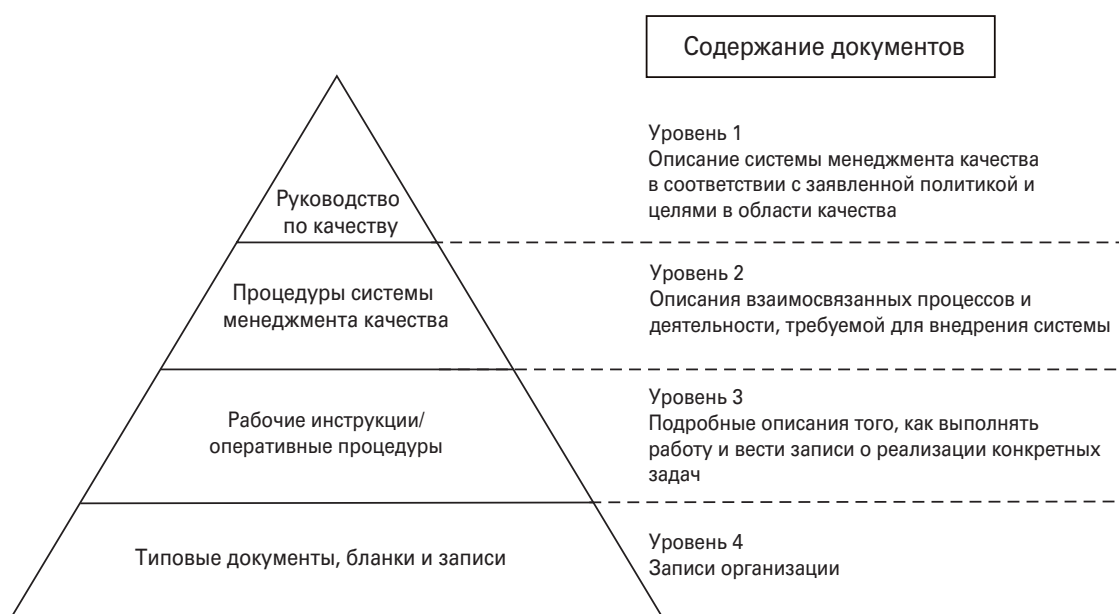 Содержание документов
Руководство
по качеству
Уровень 1
Описание системы менеджмента качества
в соответствии с заявленной политикой и
целями в области качества
Процедуры системы
менеджмента качества
Уровень 2
Описания взаимосвязанных процессов и
деятельности, требуемой для внедрения системы
Рабочие инструкции/
оперативные процедуры
Уровень 3
Подробные описания того, как выполнять
работу и вести записи о реализации конкретных
задач
Типовые документы, бланки и записи
Уровень 4
Записи организации